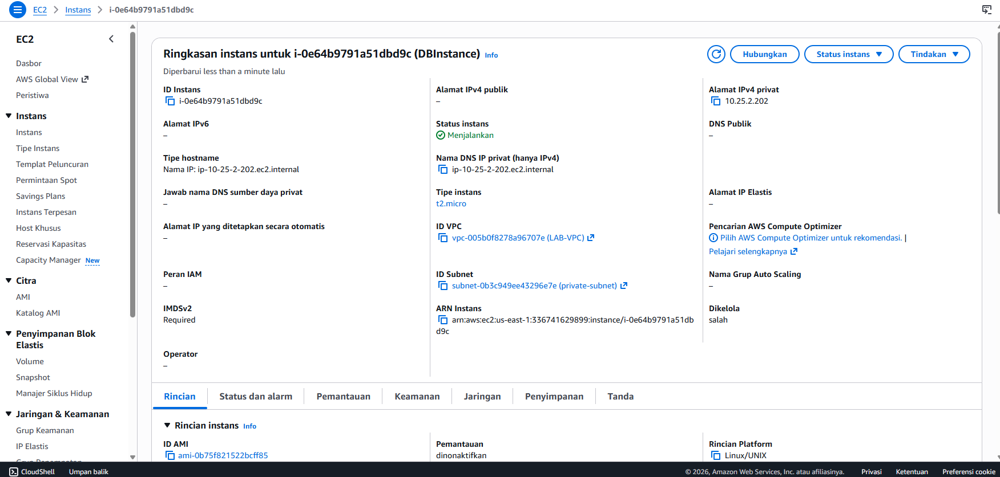 EC2 > Instans > i-0e64b9791a51dbd9c
EC2
Dasbor
AWS Global View
Peristiwa
Instans
Instans
Tipe Instans
Templat Peluncuran
Permintaan Spot
Savings Plans
Instans Terpesan
Host Khusus
Reservasi Kapasitas
Capacity Manager New
Citra
AMI
Katalog AMI
Penyimpanan Blok
Elastis
Volume
Snapshot
Manajer Siklus Hidup
Jaringan & Keamanan
Grup Keamanan
IP Elastis
Ringkasan instans untuk i-0e64b9791a51dbd9c (DBInstance) Info
Diperbarui less than a minute lalu
Hubungkan
Status instans
Tindakan
ID Instans
i-0e64b9791a51dbd9c
Alamat IPv4 publik
–
Alamat IPv4 privat
10.25.2.202
Alamat IPv6
–
Status instans
Menjalankan
DNS Publik
–
Tipe hostname
Nama IP: ip-10-25-2-202.ec2.internal
Nama DNS IP privat (hanya IPv4)
ip-10-25-2-202.ec2.internal
Jawab nama DNS sumber daya privat
–
Tipe instans
t2.micro
Alamat IP Elastis
–
Alamat IP yang ditetapkan secara otomatis
–
ID VPC
vpc-005b0f8278a96707e (LAB-VPC)
Pencarian AWS Compute Optimizer
Pilih AWS Compute Optimizer untuk rekomendasi. |
Pelajari selengkapnya
Peran IAM
–
ID Subnet
subnet-0b3c949ee43296e7e (private-subnet)
Nama Grup Auto Scaling
–
IMDSv2
Required
ARN Instans
arn:aws:ec2:us-east-1:336741629899:instance/i-0e64b9791a51db
d9c
Dikelola
salah
Operator
–
Rincian
Status dan alarm
Pemantauan
Keamanan
Jaringan
Penyimpanan
Tanda
Rincian instans Info
ID AMI
ami-0b75f821522bcff85
Pemantauan
dinonaktifkan
Rincian Platform
Linux/UNIX
CloudShell
Umpan balik
© 2026, Amazon Web Services, Inc. atau afiliasinya.
Privasi
Ketentuan
Preferensi cookie